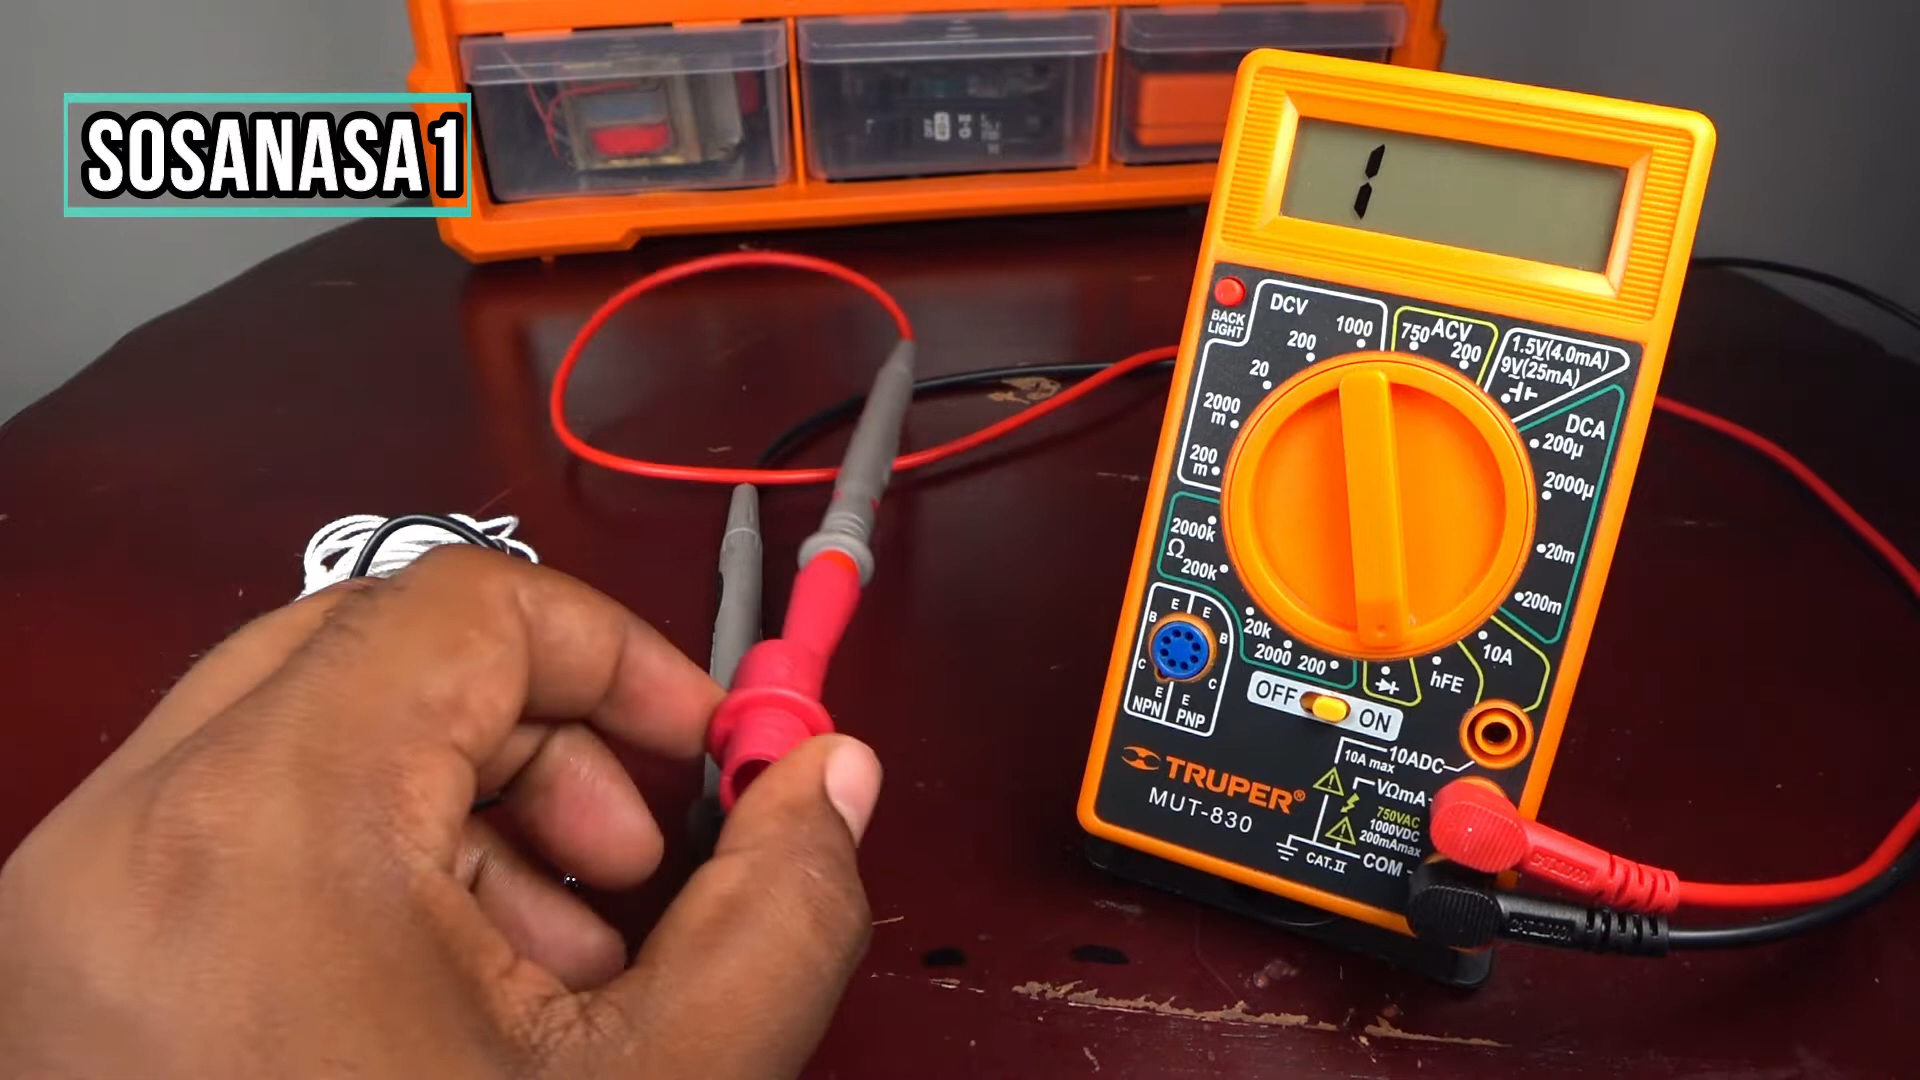 SOSANASA 1
1
BACK
LIGHT
DCV
200
1000
20
2000
m
200
m
750
ACV
200
1.5V(4.0mA)
9V(25mA)
DCA
200µ
2000µ
20m
200m
10A
hFE
2000k
Ω
200k
20k
2000
200
E
E
B
B
C
C
E
E
NPN
PNP
OFF
ON
10A max
10ADC
VΩmA
750VAC
1000VDC
200mAmax
CAT.II
COM
TRUPER®
MUT-830